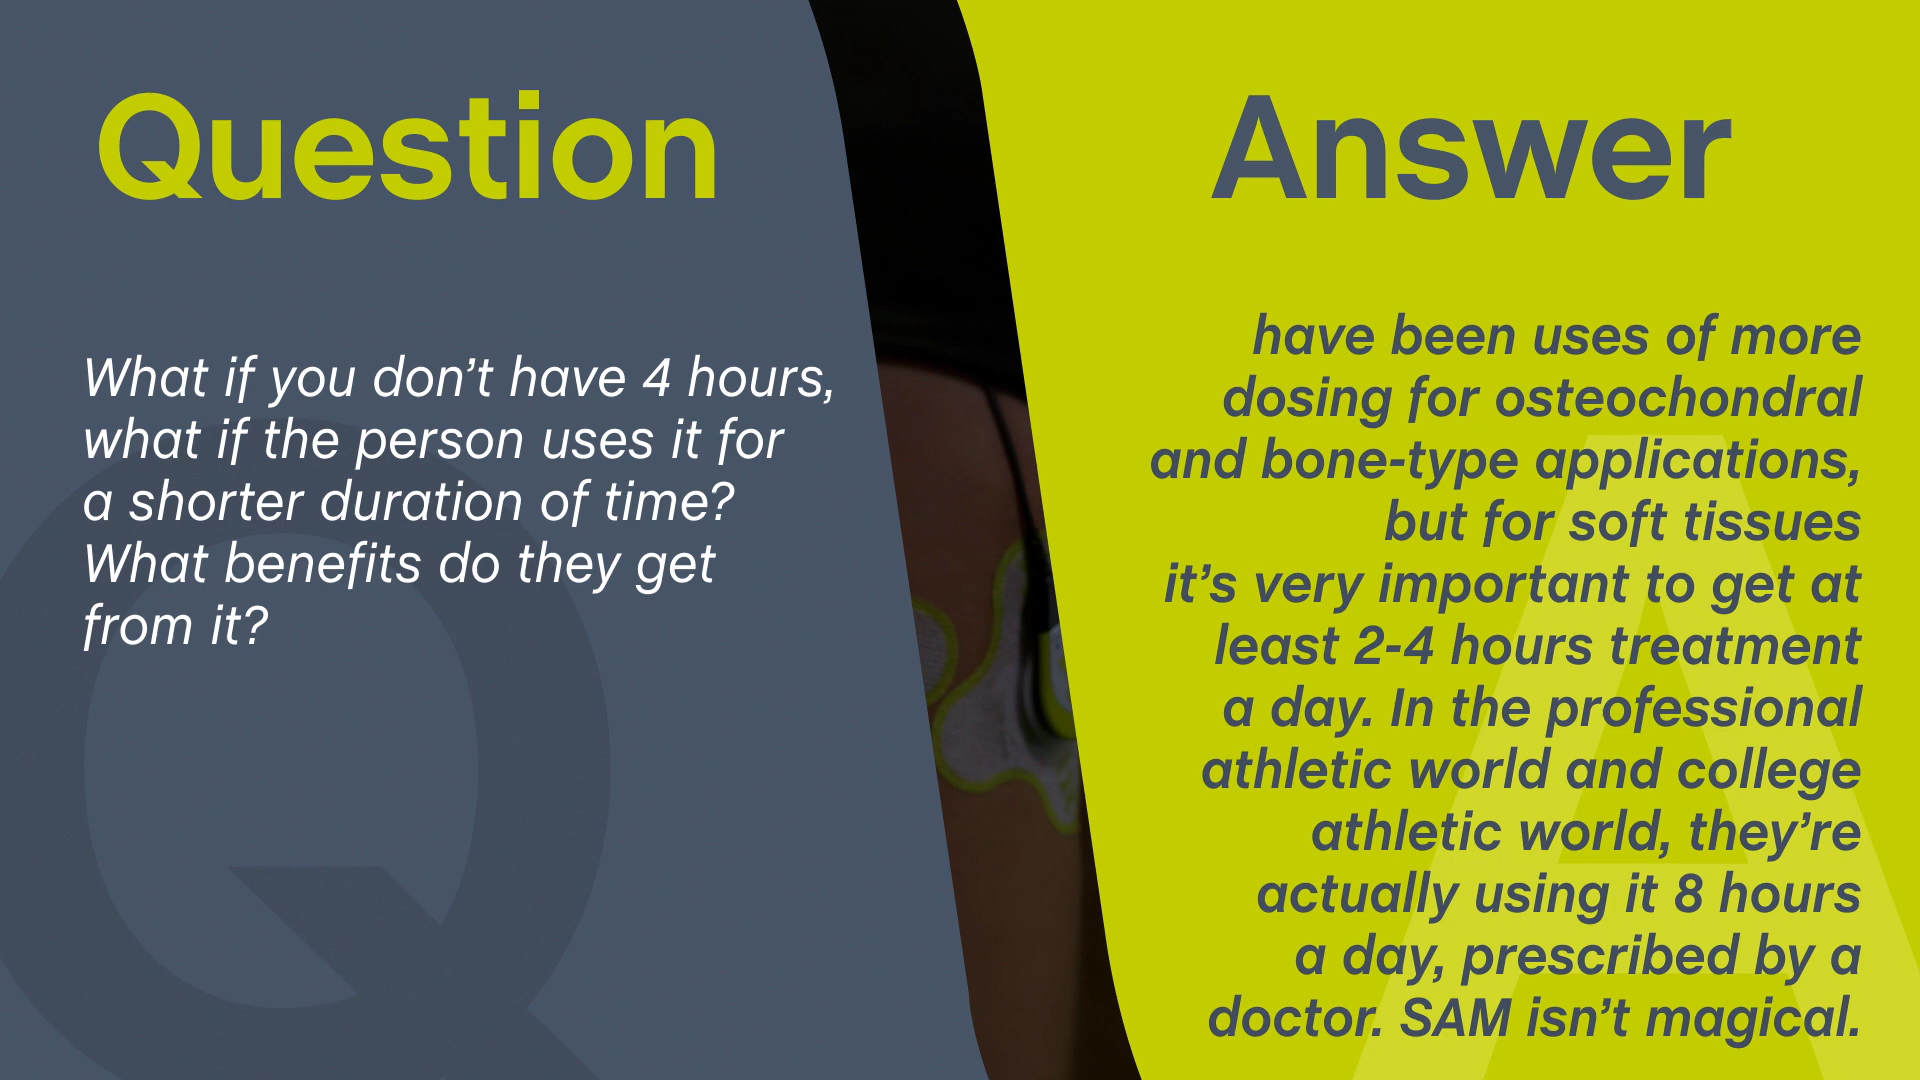 Question
What if you don’t have 4 hours,
what if the person uses it for
a shorter duration of time?
What benefits do they get
from it?
Answer
have been uses of more
dosing for osteochondral
and bone-type applications,
but for soft tissues
it’s very important to get at
least 2-4 hours treatment
a day. In the professional
athletic world and college
athletic world, they’re
actually using it 8 hours
a day, prescribed by a
doctor. SAM isn’t magical.